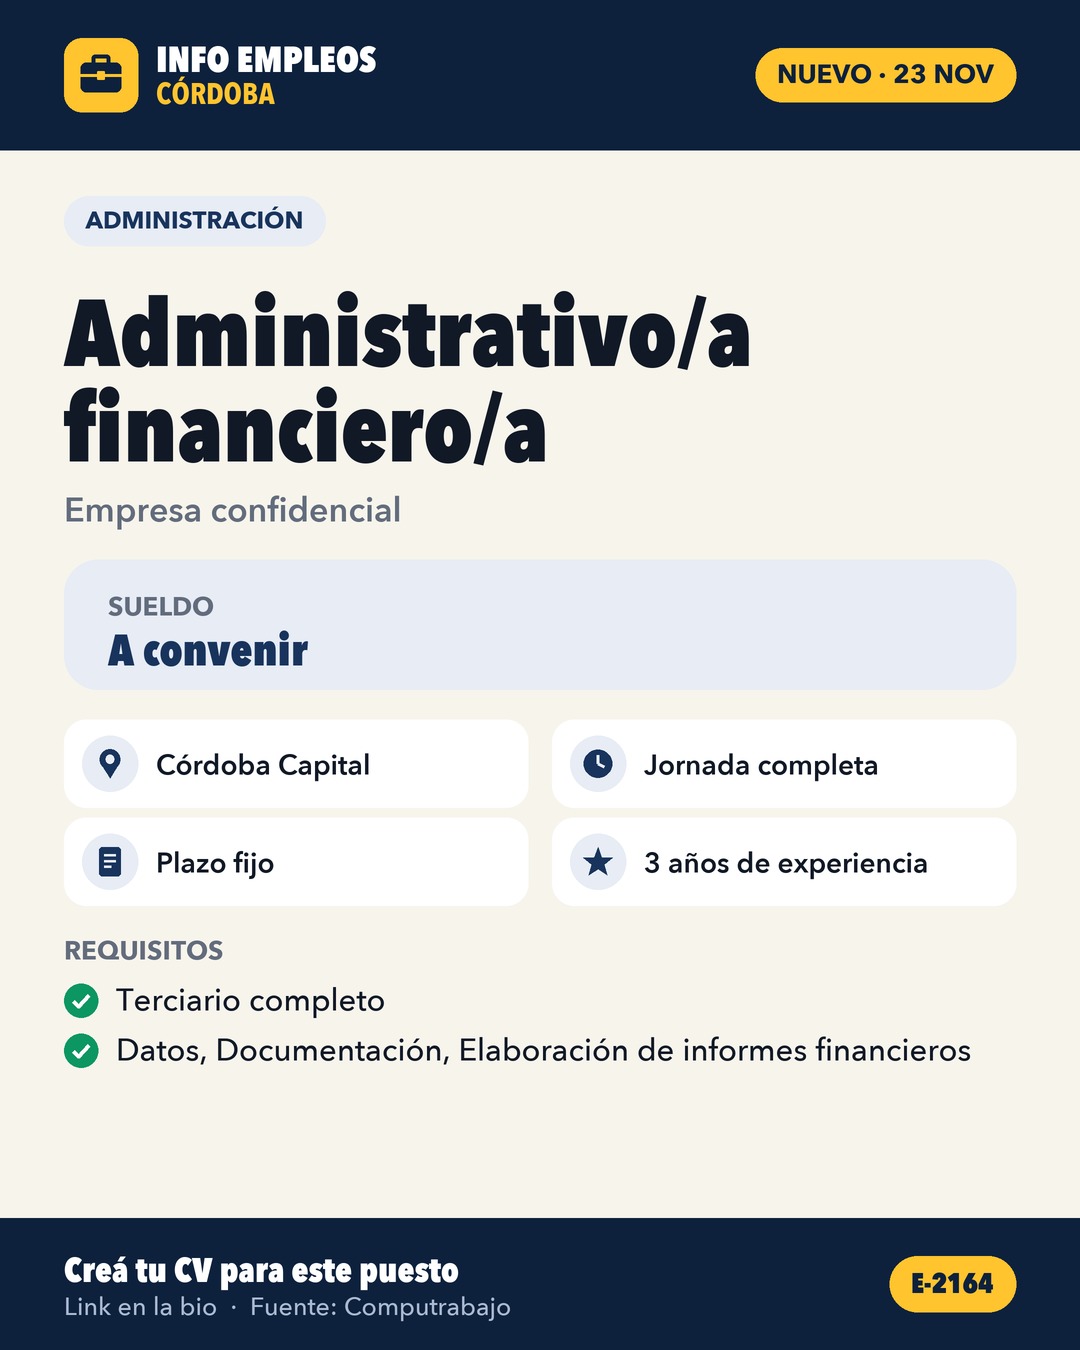 INFO EMPLEOS
CÓRDOBA
NUEVO · 23 NOV
ADMINISTRACIÓN
Administrativo/a
financiero/a
Empresa confidencial
SUELDO
A convenir
Córdoba Capital
Jornada completa
Plazo fijo
3 años de experiencia
REQUISITOS
Terciario completo
Datos, Documentación, Elaboración de informes financieros
Creá tu CV para este puesto
Link en la bio · Fuente: Computrabajo
E-2164